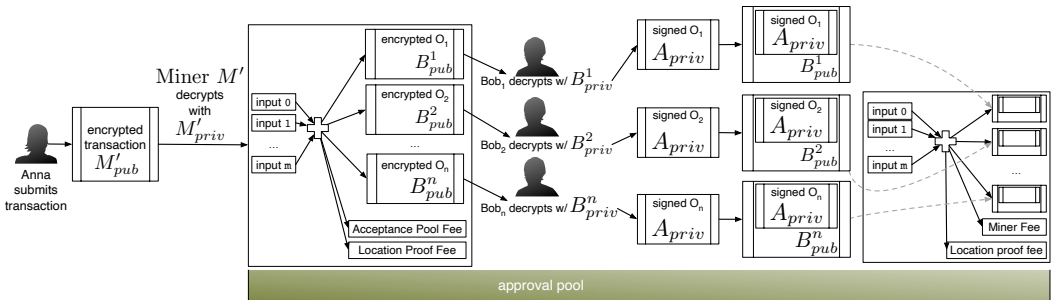 Anna
submits
transaction
encrypted
transaction
M'pub
Miner M'
decrypts
with
M'priv
input 0
input 1
...
input m
encrypted O1
B1pub
encrypted O2
B2pub
...
encrypted On
Bnpub
Acceptance Pool Fee
Location Proof Fee
Bob1 decrypts w/ B1priv
Bob2 decrypts w/ B2priv
Bobn decrypts w/ Bnpriv
signed O1
Apriv
signed O2
Apriv
signed On
Apriv
signed O1
Apriv
B1pub
signed O2
Apriv
B2pub
signed On
Apriv
Bnpub
input 0
input 1
...
input m
...
Miner Fee
Location proof fee
approval pool